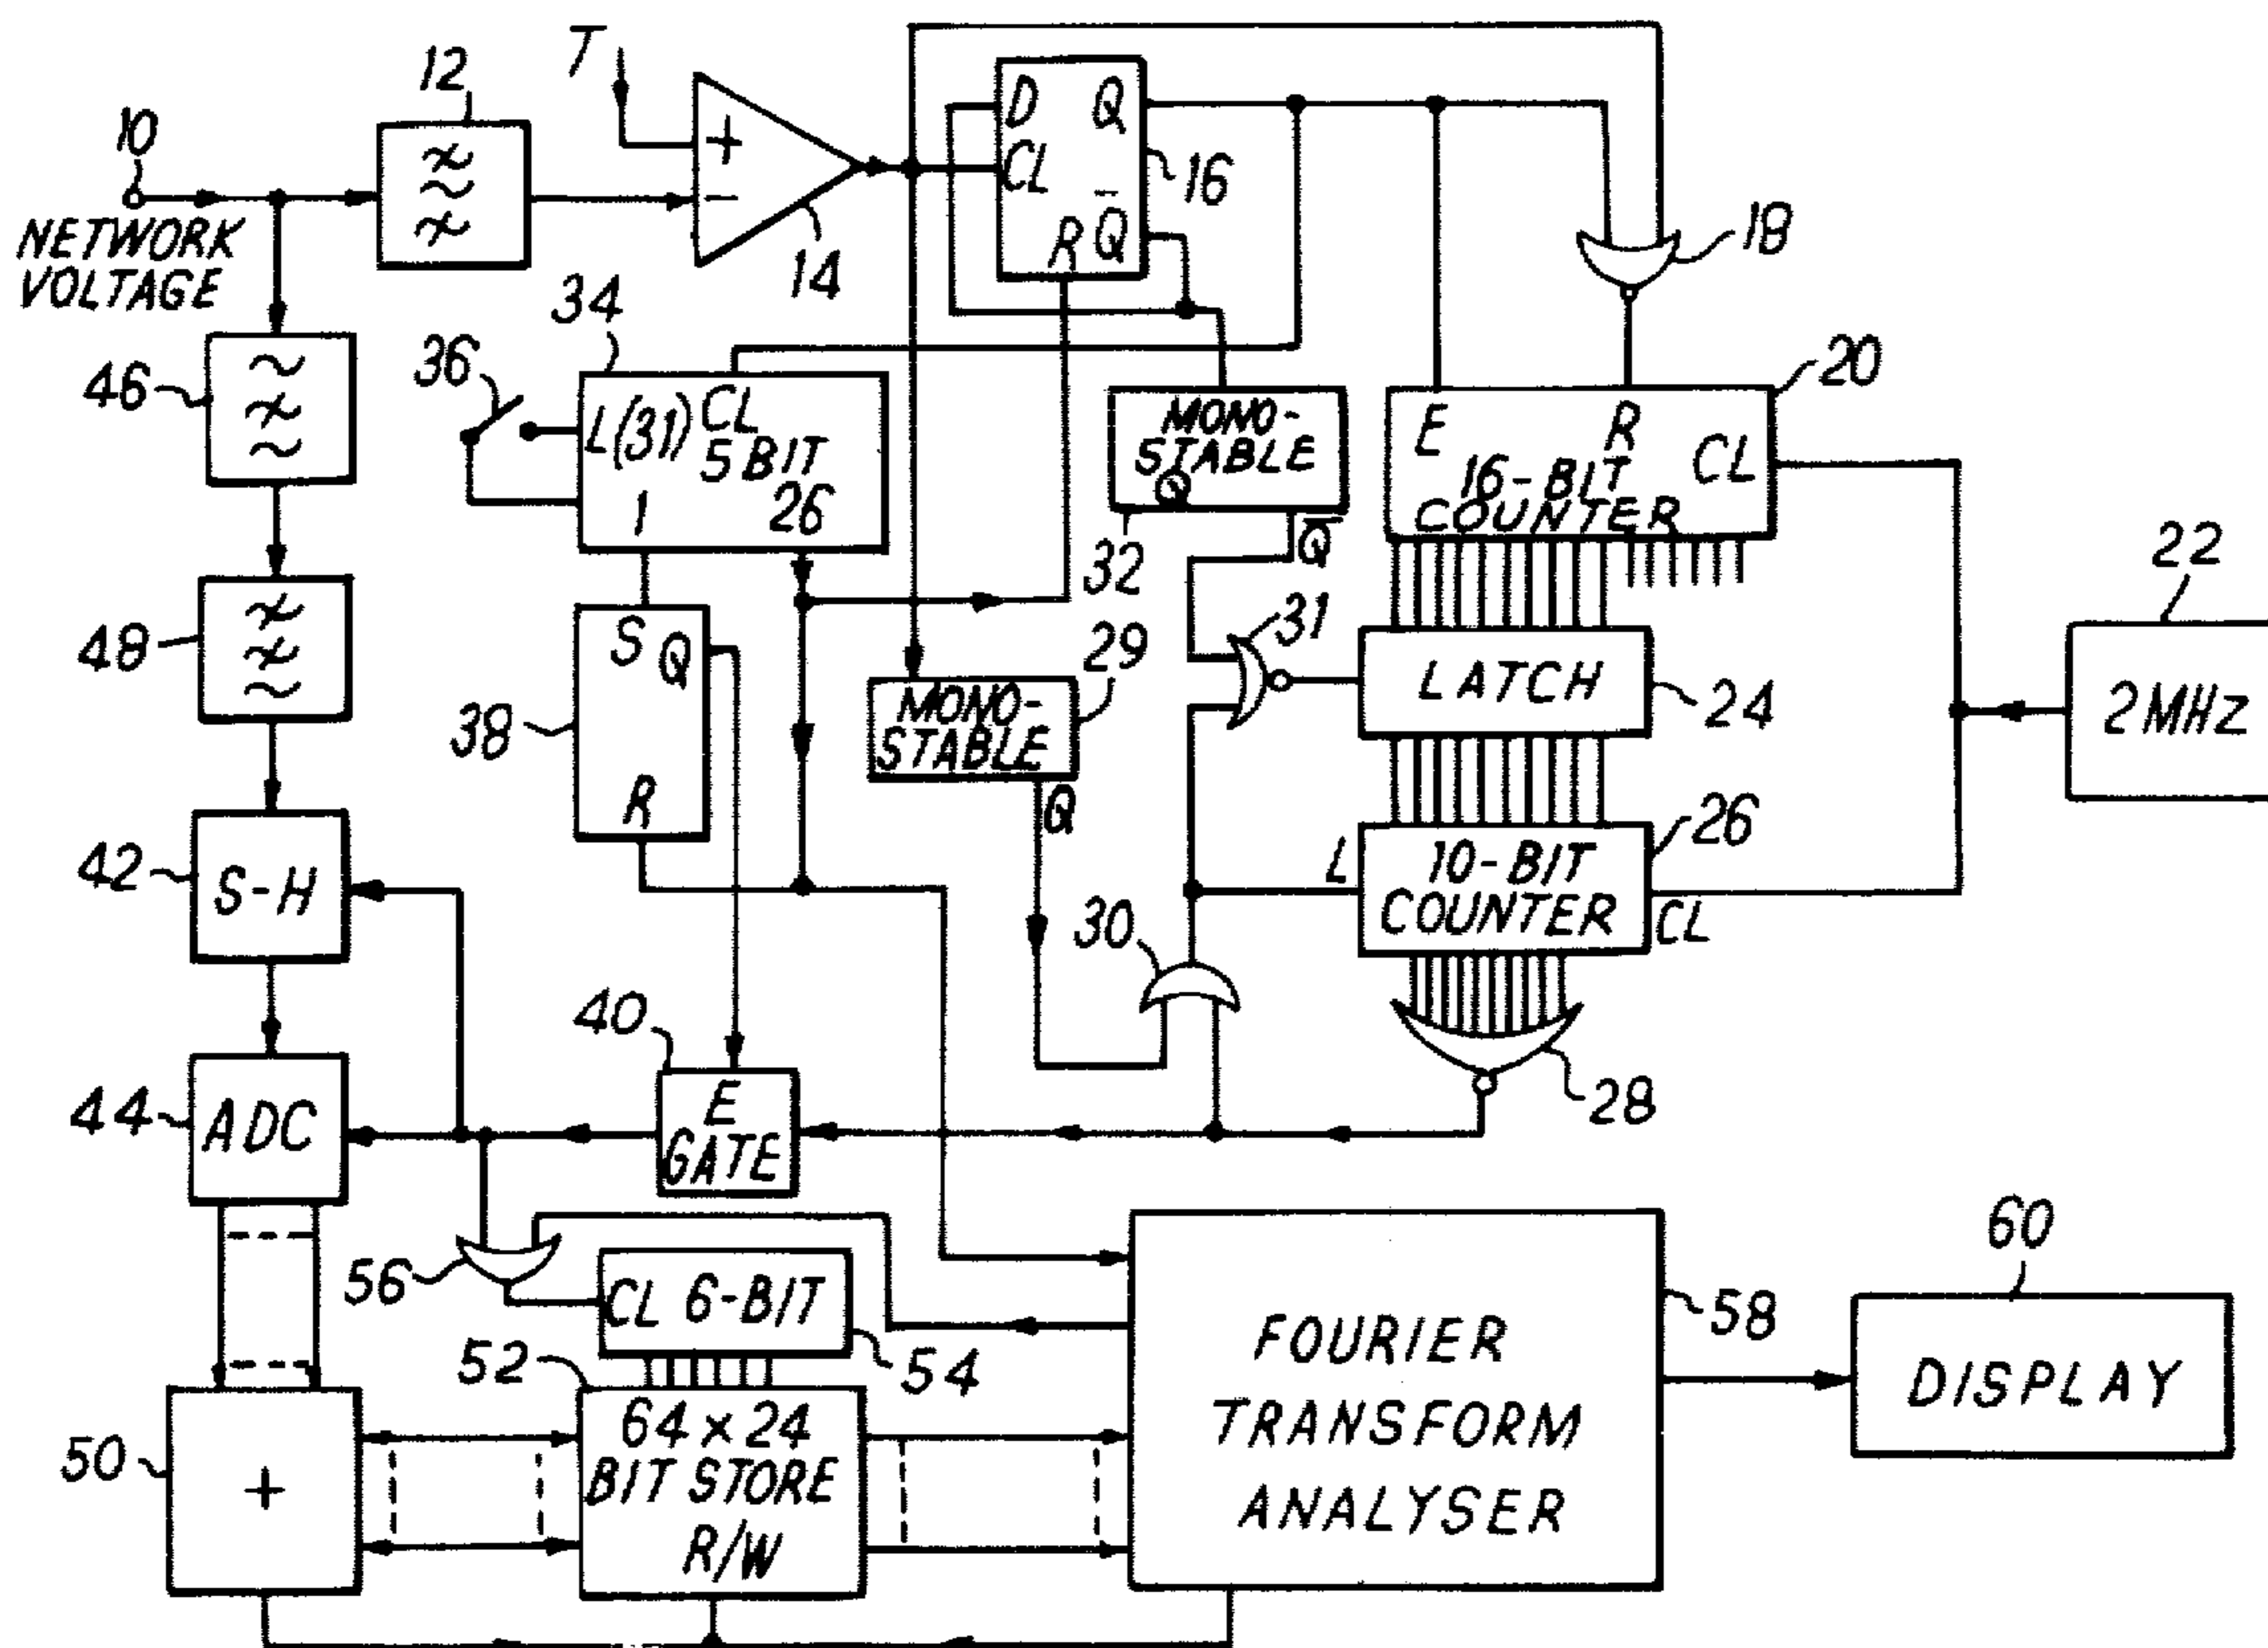 T
12
10
NETWORK
VOLTAGE
+
−
14
D Q
CL
R Q̅
16
18
34
36
L(31) CL
5 BIT
1 26
46
MONO-
STABLE
Q
Q̅
32
20
E R CL
16-BIT
COUNTER
22
2MHz
48
38
S Q
R
MONO-
STABLE
Q
29
31
LATCH
24
42
S-H
30
L 10-BIT
COUNTER
CL
26
28
40
E
GATE
44
ADC
56
CL 6-BIT
54
52
64 x 24
BIT STORE
R/W
50
+
FOURIER
TRANSFORM
ANALYSER
58
60
DISPLAY